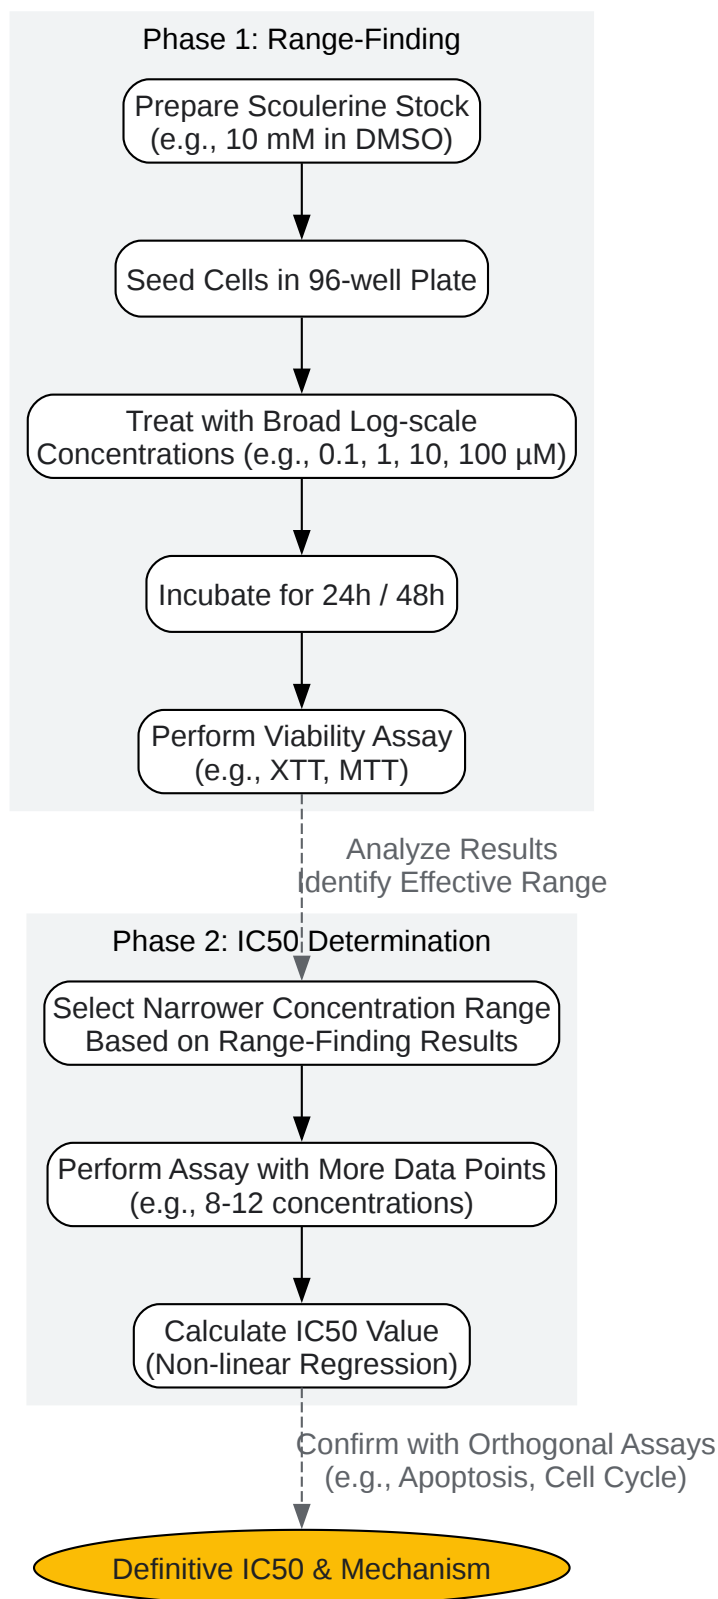 Phase 1: Range-Finding
Prepare Scoulerine Stock
(e.g., 10 mM in DMSO)
Seed Cells in 96-well Plate
Treat with Broad Log-scale
Concentrations (e.g., 0.1, 1, 10, 100 µM)
Incubate for 24h / 48h
Perform Viability Assay
(e.g., XTT, MTT)
Analyze Results
Identify Effective Range
Phase 2: IC50 Determination
Select Narrower Concentration Range
Based on Range-Finding Results
Perform Assay with More Data Points
(e.g., 8-12 concentrations)
Calculate IC50 Value
(Non-linear Regression)
Confirm with Orthogonal Assays
(e.g., Apoptosis, Cell Cycle)
Definitive IC50 & Mechanism